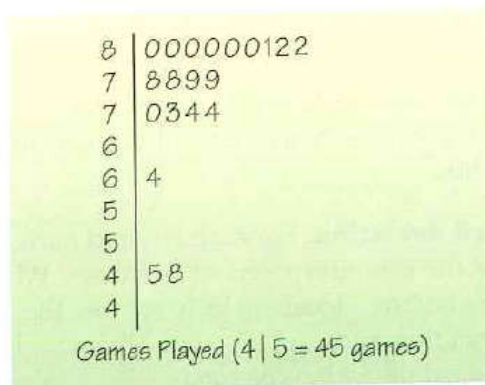 8 | 000000122
7 | 8899
7 | 0344
6 |
6 | 4
5 |
5 |
4 | 58
4 |
Games Played (4 | 5 = 45 games)